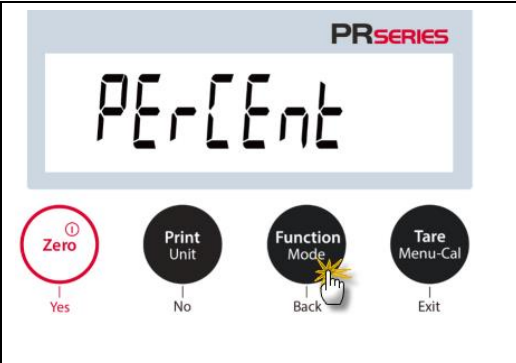 PRSERIES
PErCEnt
Zero
Print
Unit
Function
Mode
Tare
Menu-Cal
Yes
No
Back
Exit